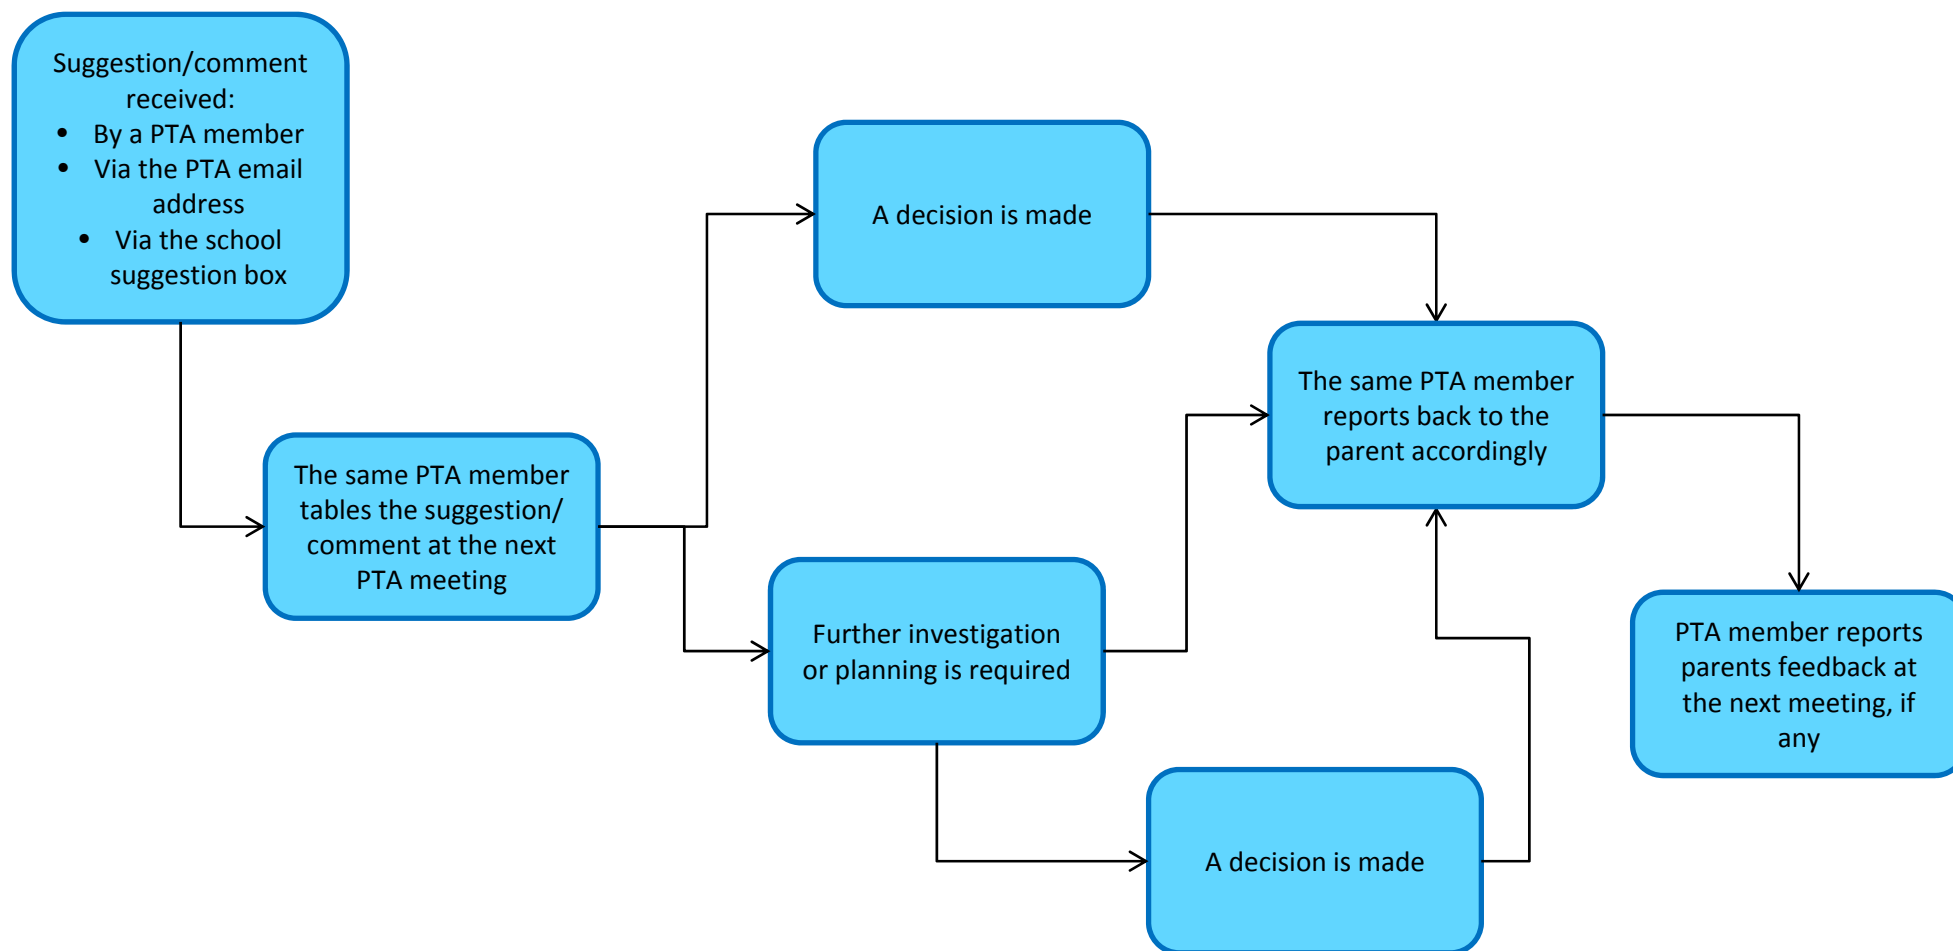 Suggestion/comment
received:
• By a PTA member
• Via the PTA email
address
• Via the school
suggestion box
The same PTA member
tables the suggestion/
comment at the next
PTA meeting
A decision is made
Further investigation
or planning is required
A decision is made
The same PTA member
reports back to the
parent accordingly
PTA member reports
parents feedback at
the next meeting, if
any